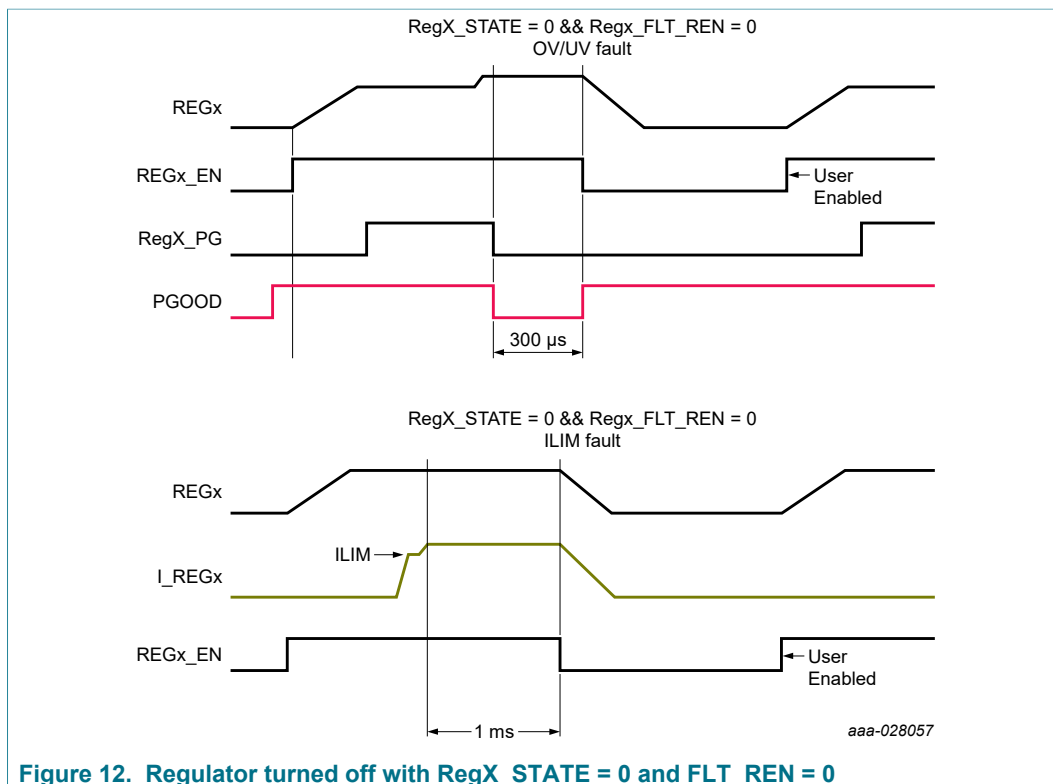 RegX_STATE = 0 && Regx_FLT_REN = 0
OV/UV fault
REGx
REGx_EN
User
Enabled
RegX_PG
PGOOD
300 μs
RegX_STATE = 0 && Regx_FLT_REN = 0
ILIM fault
REGx
ILIM
I_REGx
REGx_EN
User
Enabled
1 ms
aaa-028057
Figure 12. Regulator turned off with RegX_STATE = 0 and FLT_REN = 0